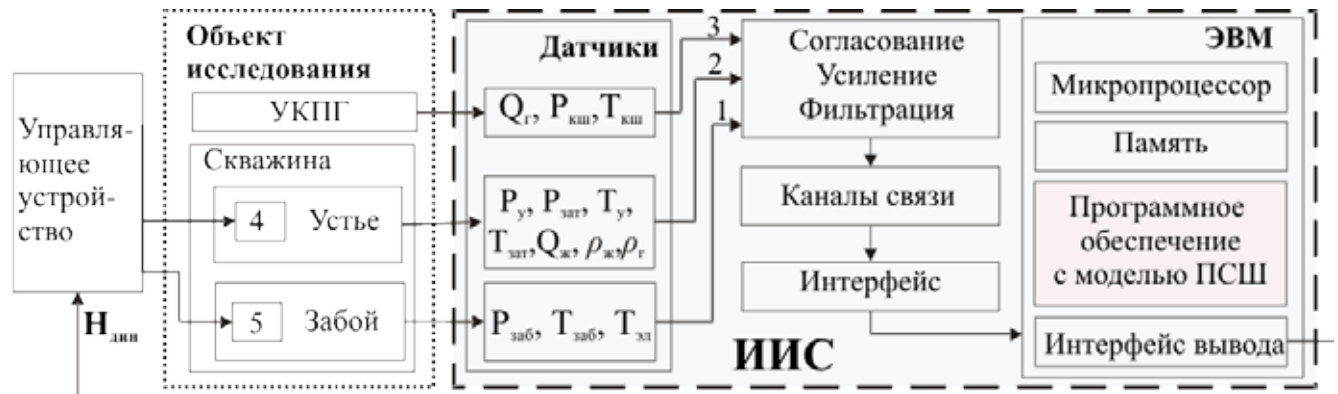 Управля-
ющее
устрой-
ство
H дин
Объект
исследования
УКПГ
Скважина
4 Устье
5 Забой
Датчики
Qг, Pкш, Tкш
Pу, Pзат, Tу,
Tзат, Qж, ρж, ρг
Pзаб, Tзаб, Tэл
3
2
1
Согласование
Усиление
Фильтрация
Каналы связи
Интерфейс
ИИС
ЭВМ
Микропроцессор
Память
Программное
обеспечение
с моделью ПСШ
Интерфейс вывода